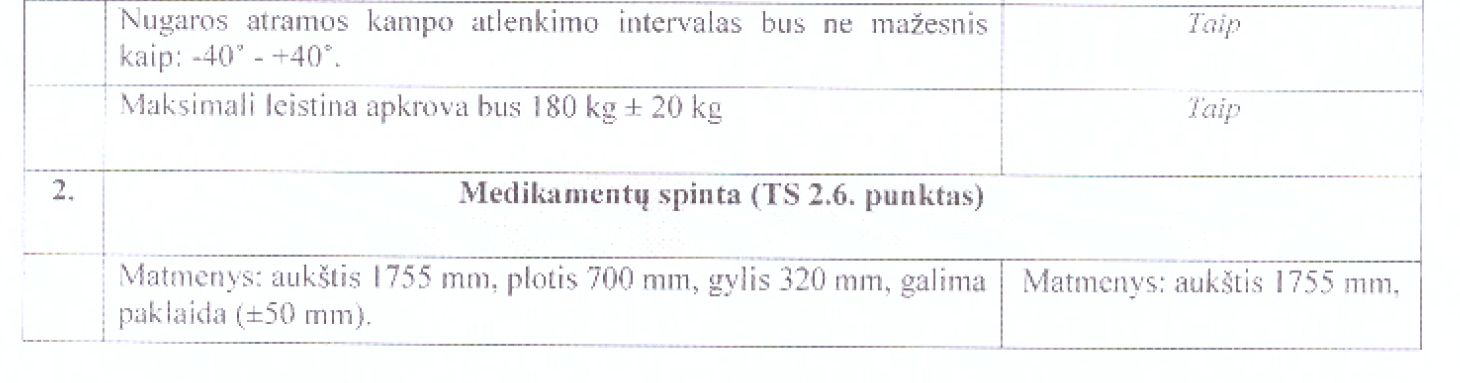 Nugaros atramos kampo atlenkimo intervalas bus ne mažesnis
kaip: -40˚ - +40˚.
Taip
Maksimali leistina apkrova bus 180 kg ± 20 kg
Taip
2.
Medikamentų spinta (TS 2.6. punktas)
Matmenys: aukštis 1755 mm, plotis 700 mm, gylis 320 mm, galima
paklaida (±50 mm).
Matmenys: aukštis 1755 mm,